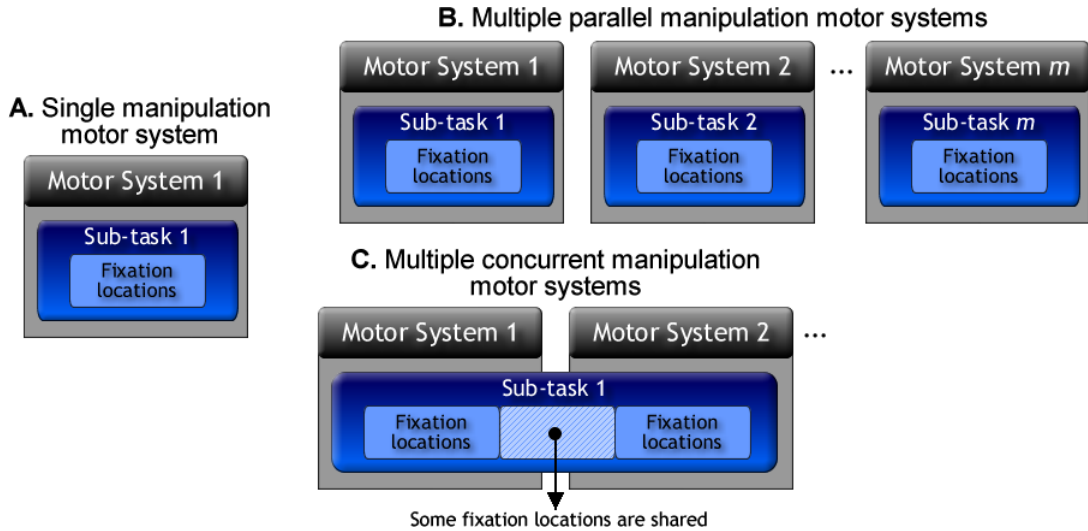 A. Single manipulation
motor system
Motor System 1
Sub-task 1
Fixation
locations
B. Multiple parallel manipulation motor systems
Motor System 1
Sub-task 1
Fixation
locations
Motor System 2
Sub-task 2
Fixation
locations
...
Motor System m
Sub-task m
Fixation
locations
C. Multiple concurrent manipulation
motor systems
Motor System 1
Motor System 2
...
Sub-task 1
Fixation
locations
Fixation
locations
Some fixation locations are shared